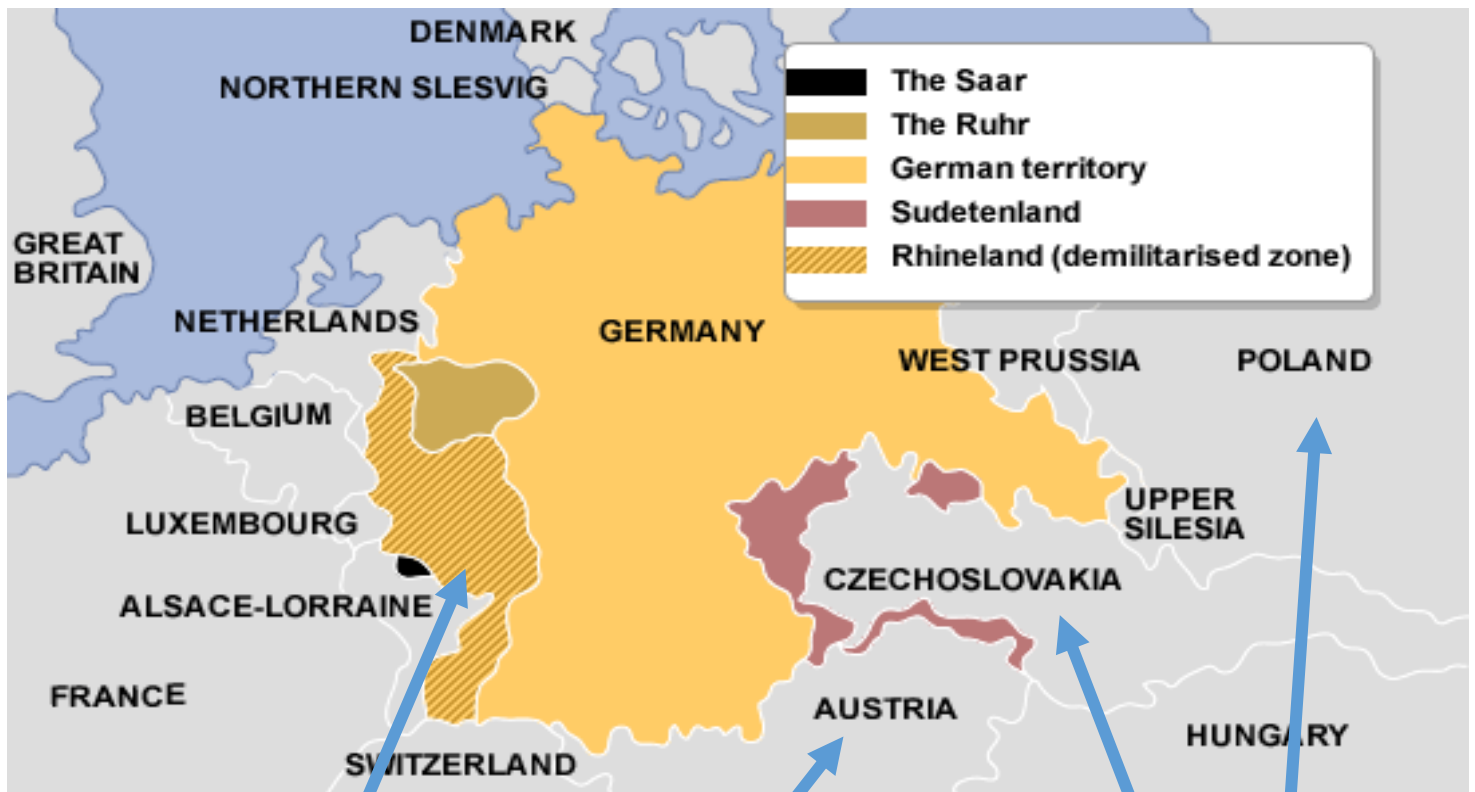 DENMARK
NORTHERN SLESVIG
The Saar
The Ruhr
German territory
Sudetenland
Rhineland (demilitarised zone)
GREAT
BRITAIN
NETHERLANDS
GERMANY
WEST PRUSSIA
POLAND
BELGIUM
LUXEMBOURG
UPPER
SILESIA
CZECHOSLOVAKIA
ALSACE-LORRAINE
FRANCE
AUSTRIA
HUNGARY
SWITZERLAND